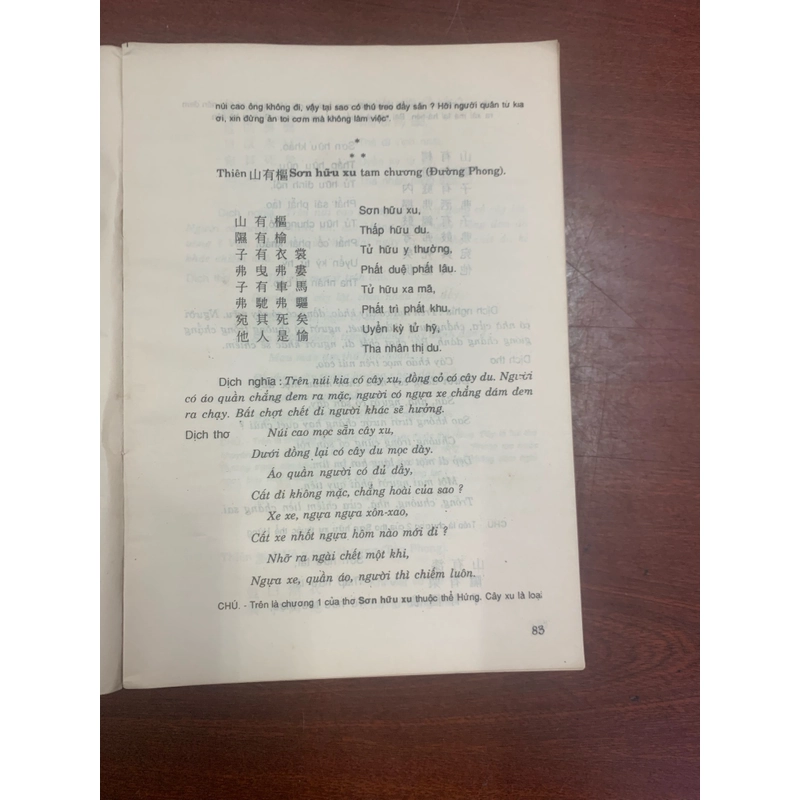 núi cao ông không đi, vậy tại sao có thú treo đầy sân ? Hỡi người quân tử kia
ơi, xin đừng ăn toi cơm mà không làm việc".
Thiên 山有樞 Sơn hữu xu tam chương (Đường Phong).
山有樞
隰有榆
子有衣裳
弗曳弗婁
子有車馬
弗馳弗驅
宛其死矣
他人是愉
Sơn hữu xu,
Thấp hữu du.
Tử hữu y thường,
Phất duệ phất lâu.
Tử hữu xa mã,
Phất trì phất khu.
Uyển kỳ tử hỹ,
Tha nhân thị du.
Dịch nghĩa : Trên núi kia có cây xu, đồng cỏ có cây du. Người
có áo quần chẳng đem ra mặc, người có ngựa xe chẳng dám đem
ra chạy. Bất chợt chết đi người khác sẽ hưởng.
Dịch thơ Núi cao mọc sẵn cây xu,
Dưới đồng lại có cây du mọc dày.
Áo quần người có đủ đầy,
Cất đi không mặc, chẳng hoài của sao ?
Xe xe, ngựa ngựa xôn-xao,
Cất xe nhốt ngựa hôm nào mới đi ?
Nhỡ ra ngài chết một khi,
Ngựa xe, quần áo, người thì chiếm luôn.
CHÚ. - Trên là chương 1 của thơ Sơn hữu xu thuộc thể Hứng. Cây xu là loại
83